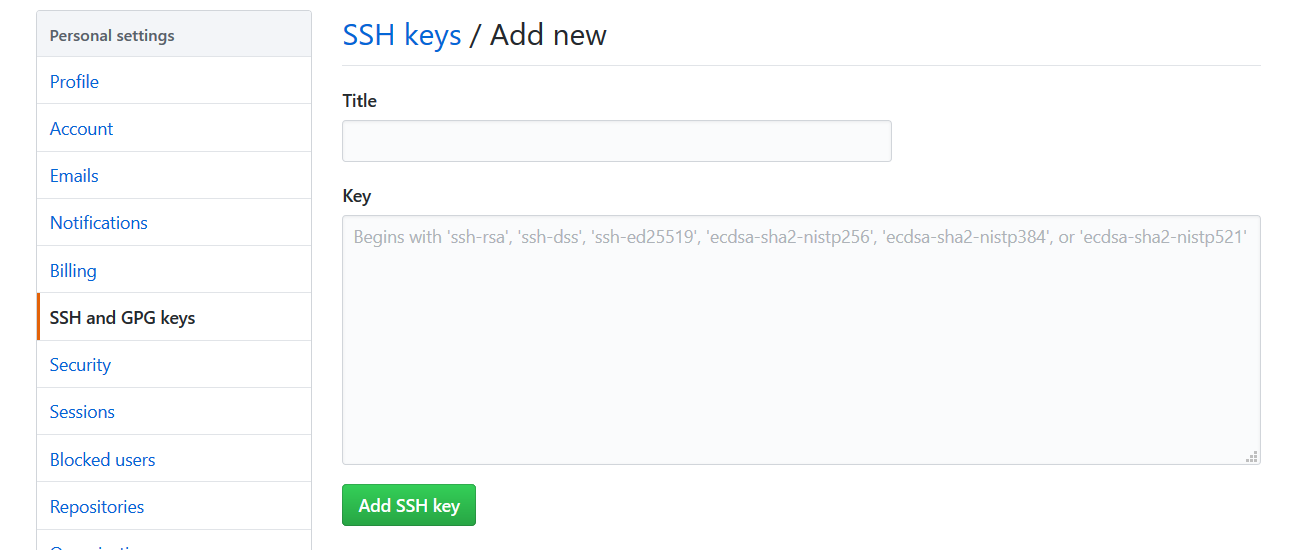 Personal settings
Profile
Account
Emails
Notifications
Billing
SSH and GPG keys
Security
Sessions
Blocked users
Repositories
SSH keys / Add new
Title
Key
Begins with 'ssh-rsa', 'ssh-dss', 'ssh-ed25519', 'ecdsa-sha2-nistp256', 'ecdsa-sha2-nistp384', or 'ecdsa-sha2-nistp521'
Add SSH key